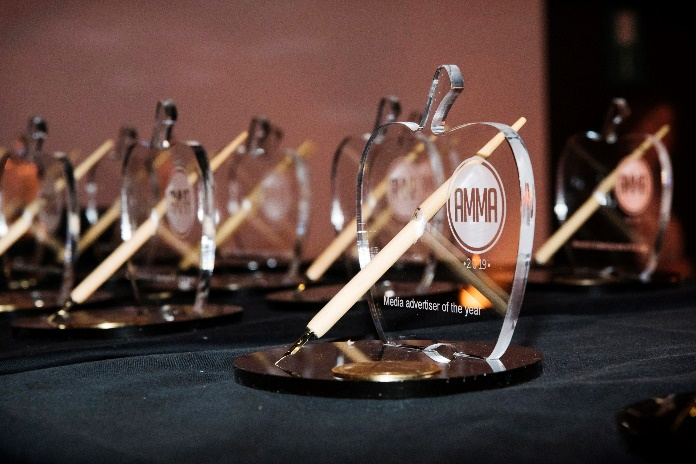 AMMA
•2019•
Media advertiser of the year